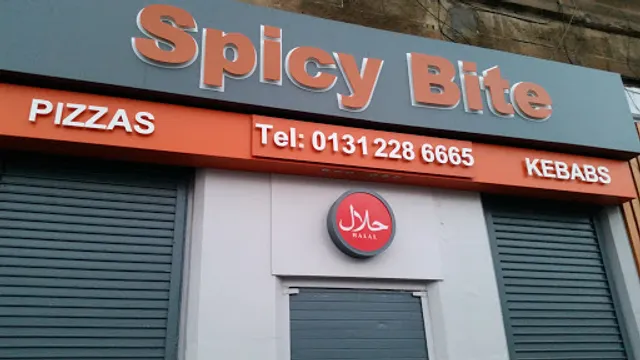 Spicy Bite
PIZZAS
Tel: 0131 228 6665
KEBABS
حلال
HALAL